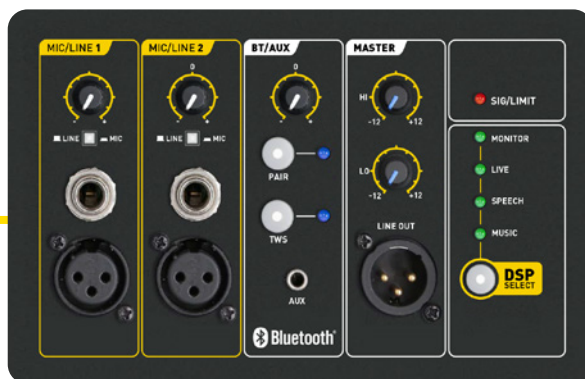 MIC/LINE 1
0
- +
LINE MIC
MIC/LINE 2
0
- +
LINE MIC
BT/AUX
0
- +
PAIR
TWS
AUX
Bluetooth
MASTER
HI
-12 +12
LO
-12 +12
LINE OUT
SIG/LIMIT
MONITOR
LIVE
SPEECH
MUSIC
DSP
SELECT